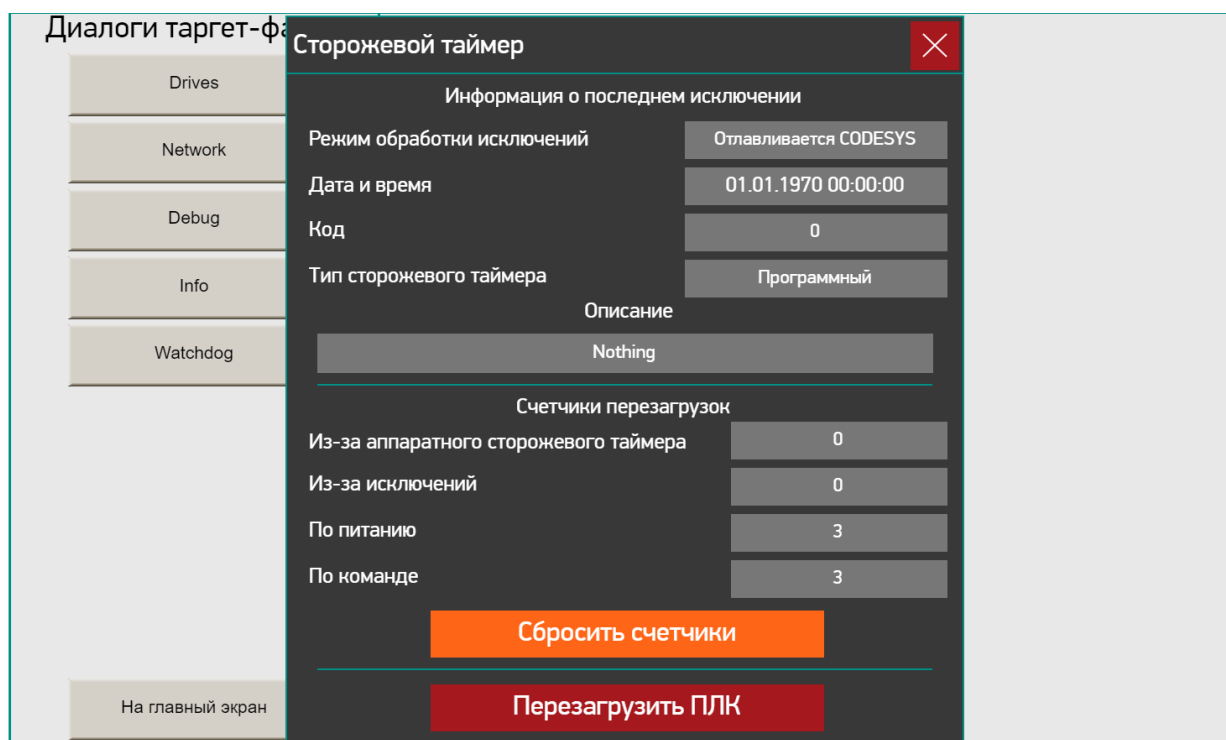 Диалоги таргет-фа
Drives
Network
Debug
Info
Watchdog
На главный экран
Сторожевой таймер
Информация о последнем исключении
Режим обработки исключений Отлавливается CODESYS
Дата и время 01.01.1970 00:00:00
Код 0
Тип сторожевого таймера Программный
Описание
Nothing
Счетчики перезагрузок
Из-за аппаратного сторожевого таймера 0
Из-за исключений 0
По питанию 3
По команде 3
Сбросить счетчики
Перезагрузить ПЛК